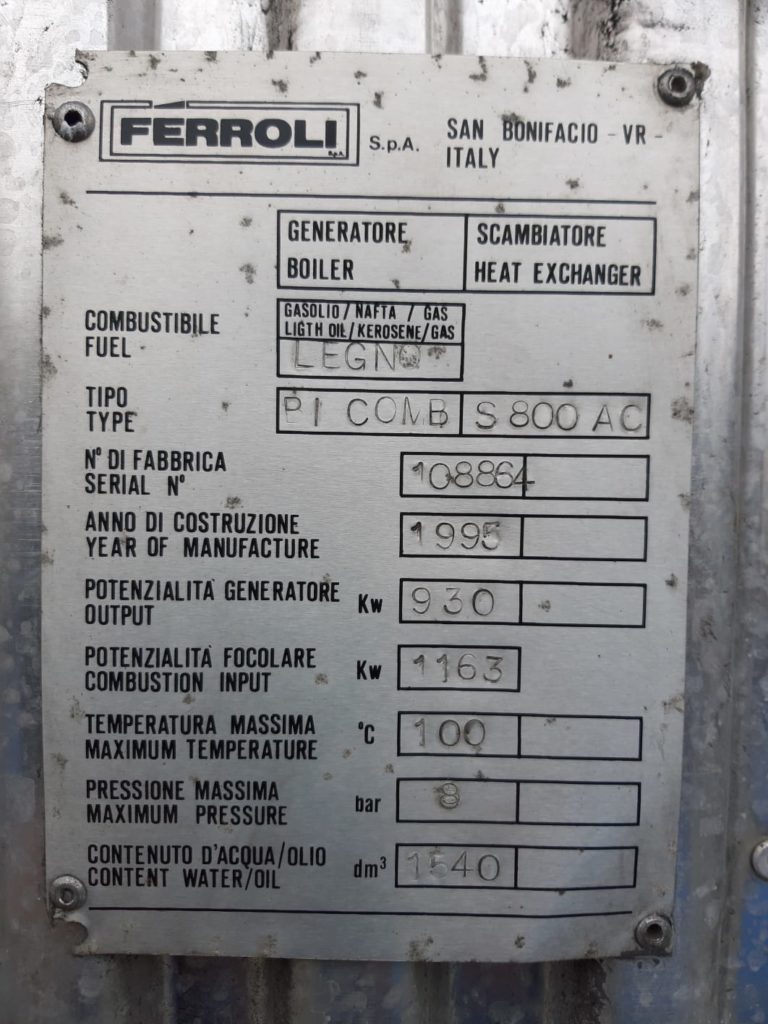 FERROLI S.p.A. SAN BONIFACIO - VR -
ITALY
GENERATORE SCAMBIATORE
BOILER HEAT EXCHANGER
COMBUSTIBILE GASOLIO / NAFTA / GAS
FUEL LIGTH OIL/KEROSENE/GAS
LEGNO
TIPO
TYPE PI COMB S 800 AC
N° DI FABBRICA
SERIAL N° 108864
ANNO DI COSTRUZIONE
YEAR OF MANUFACTURE 1995
POTENZIALITÀ GENERATORE
OUTPUT Kw 930
POTENZIALITÀ FOCOLARE
COMBUSTION INPUT Kw 1163
TEMPERATURA MASSIMA
MAXIMUM TEMPERATURE °C 100
PRESSIONE MASSIMA
MAXIMUM PRESSURE bar 8
CONTENUTO D'ACQUA/OLIO
CONTENT WATER/OIL dm³ 1540